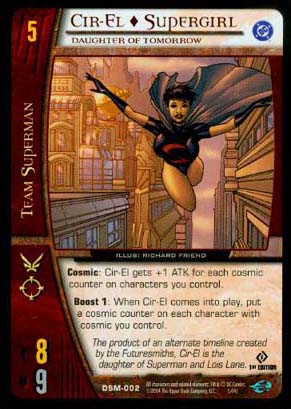 5
Cir-El ♦ Supergirl
Daughter of Tomorrow
DC
Team Superman
Illus: Richard Friend
Cosmic: Cir-El gets +1 ATK for each cosmic
counter on characters you control.
Boost 1: When Cir-El comes into play, put
a cosmic counter on each character with
cosmic you control.
The product of an alternate timeline created
by the Futuresmiths, Cir-El is the
daughter of Superman and Lois Lane.
1st Edition
8
9
DSM-002